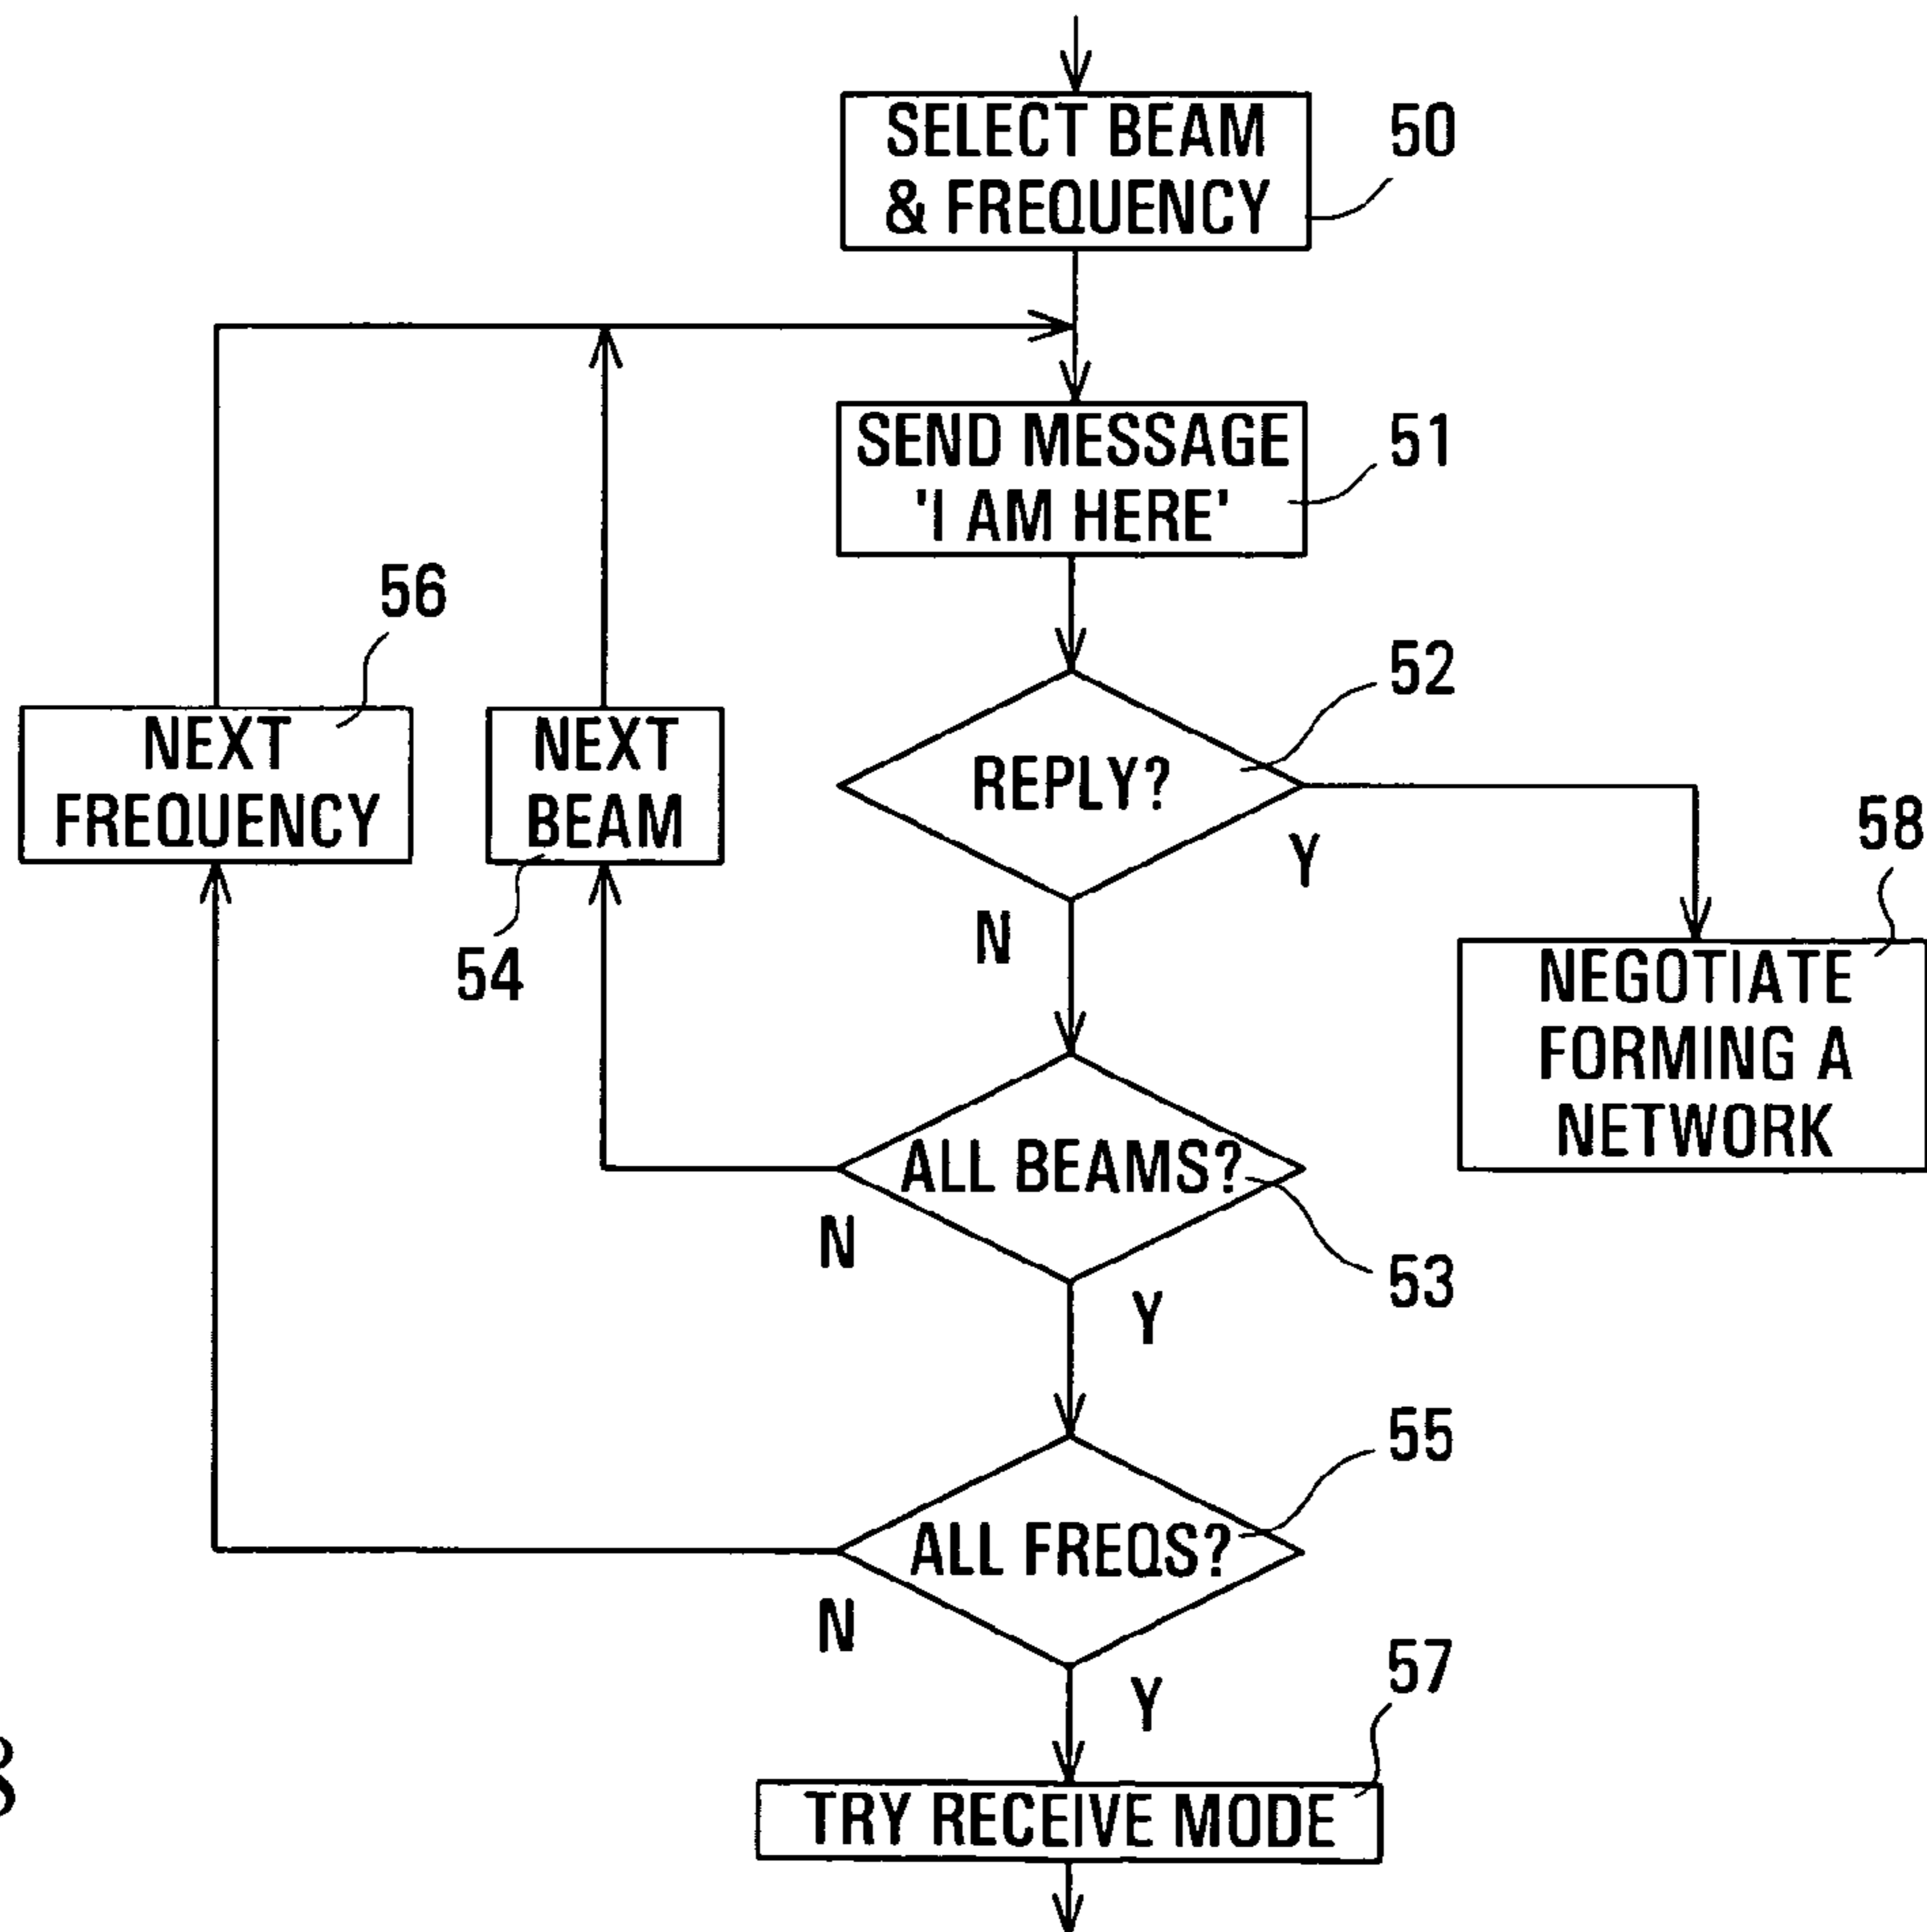 SELECT BEAM
& FREQUENCY
50
SEND MESSAGE
'I AM HERE'
51
56
52
NEXT
FREQUENCY
NEXT
BEAM
REPLY?
Y
58
N
54
NEGOTIATE
FORMING A
NETWORK
ALL BEAMS?
N
53
Y
55
ALL FREQS?
N
57
Y
TRY RECEIVE MODE